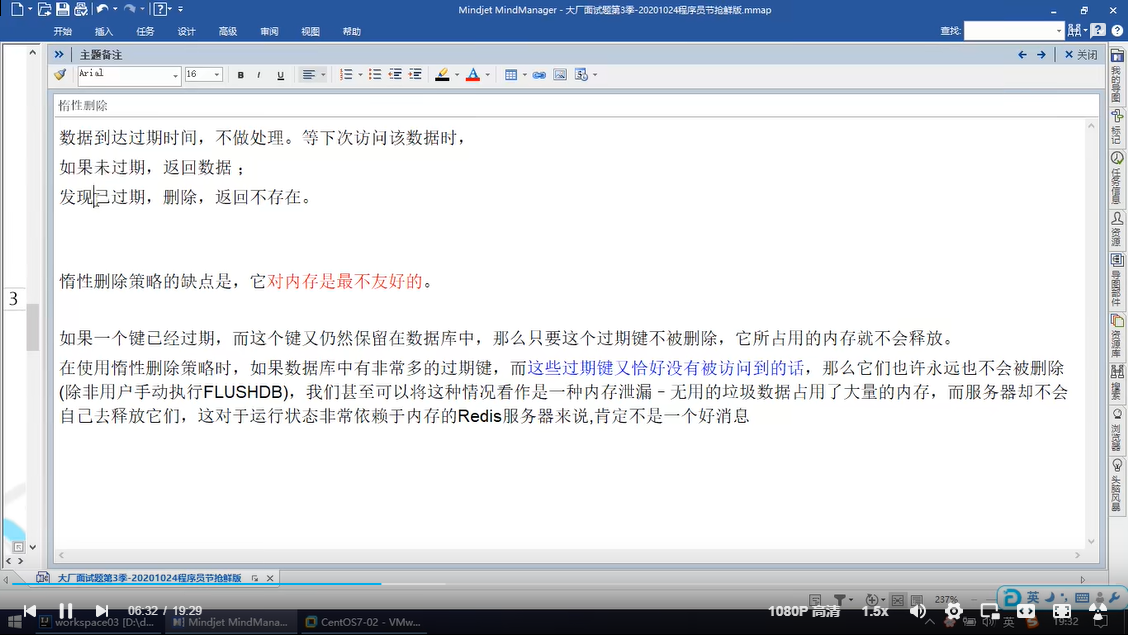 Mindjet MindManager - 大厂面试题第3季-20201024程序员节抢鲜版.mmap
开始 插入 任务 设计 高级 审阅 视图 帮助 查找:
主题备注 关闭
Arial 16 B I U A
惰性删除
数据到达过期时间，不做处理。等下次访问该数据时，
如果未过期，返回数据；
发现已过期，删除，返回不存在。
惰性删除策略的缺点是，它对内存是最不友好的。
如果一个键已经过期，而这个键又仍然保留在数据库中，那么只要这个过期键不被删除，它所占用的内存就不会释放。
在使用惰性删除策略时，如果数据库中有非常多的过期键，而这些过期键又恰好没有被访问到的话，那么它们也许永远也不会被删除
(除非用户手动执行FLUSHDB)，我们甚至可以将这种情况看作是一种内存泄漏－无用的垃圾数据占用了大量的内存，而服务器却不会
自己去释放它们，这对于运行状态非常依赖于内存的Redis服务器来说,肯定不是一个好消息
3
我的导图
标记
任务信息
资源
导图部件
资源库
搜索
浏览器
头脑风暴
大厂面试题第3季-20201024程序员节抢鲜版
237%
英
06:32 / 19:29 1080P 高清 1.5x
workspace03 [D:\d... Mindjet MindMana... CentOS7-02 - VMw... 英 19:32